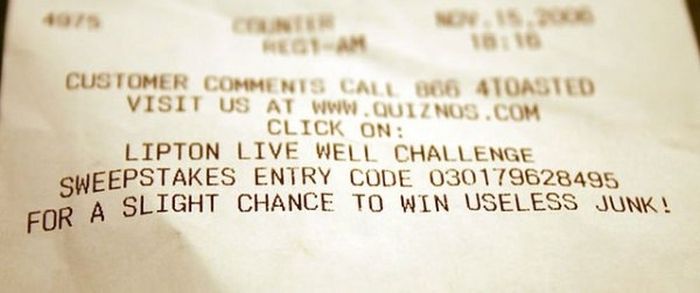 4975 COUNTER NOV.15,2006
REG1-AM 18:16
CUSTOMER COMMENTS CALL 866 4TOASTED
VISIT US AT WWW.QUIZNOS.COM
CLICK ON:
LIPTON LIVE WELL CHALLENGE
SWEEPSTAKES ENTRY CODE 030179628495
FOR A SLIGHT CHANCE TO WIN USELESS JUNK!